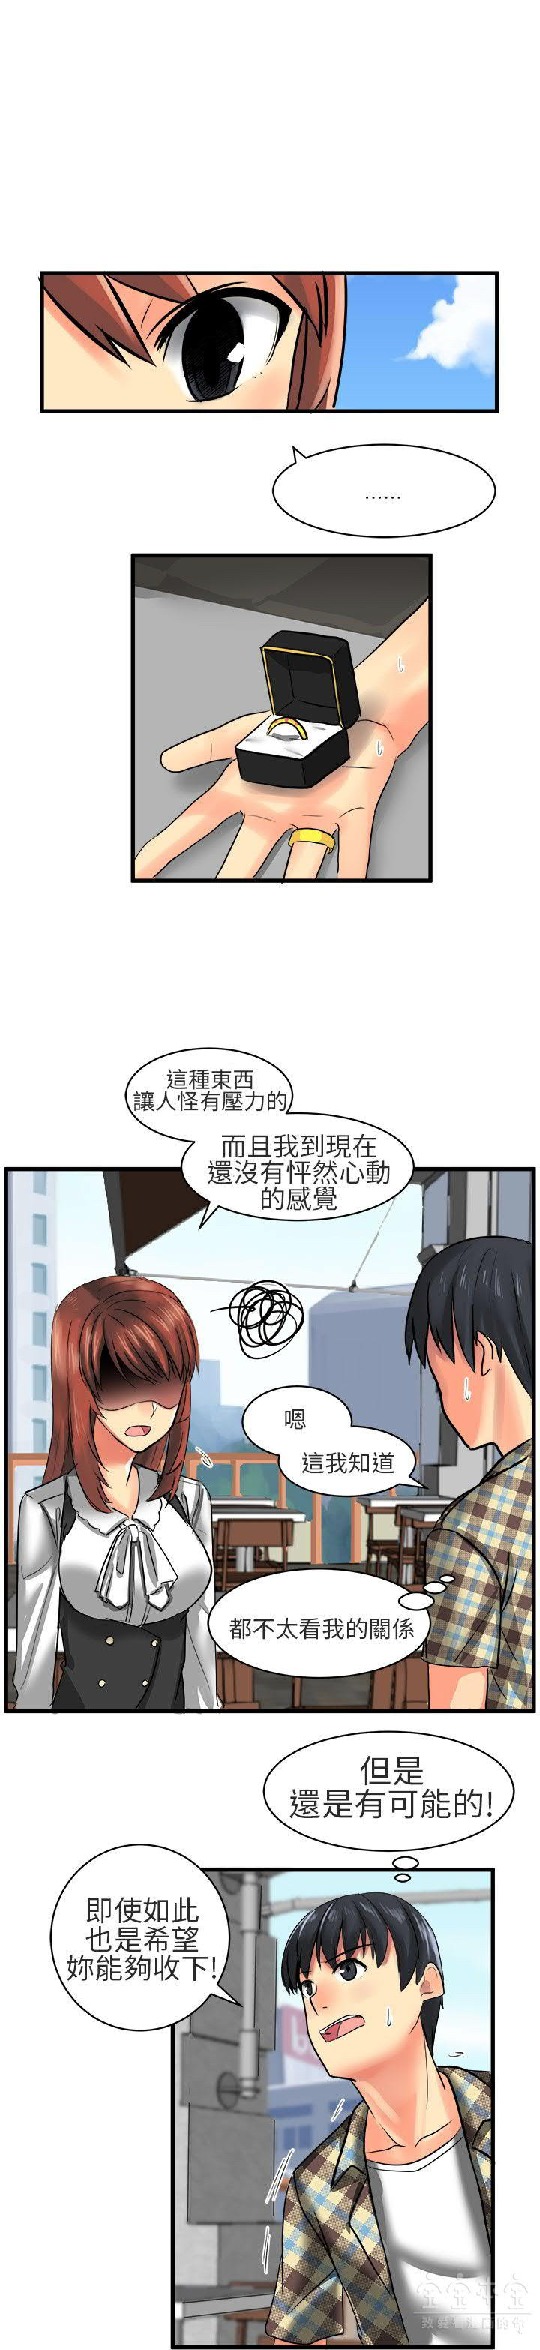 ……
這種東西
讓人怪有壓力的
而且我到現在
還沒有怦然心動
的感覺
嗯
這我知道
都不太看我的關係
但是
還是有可能的!
即使如此
也是希望
妳能夠收下!